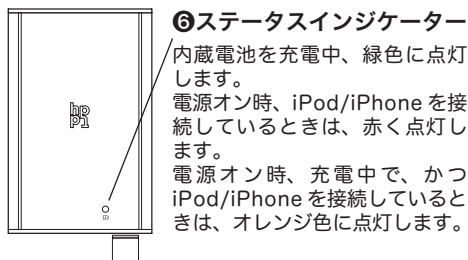 ❻ステータスインジケーター
内蔵電池を充電中、緑色に点灯
します。
電源オン時、iPod/iPhone を接
続しているときは、赤く点灯し
ます。
電源オン時、充電中で、かつ
iPod/iPhone を接続していると
きは、オレンジ色に点灯します。